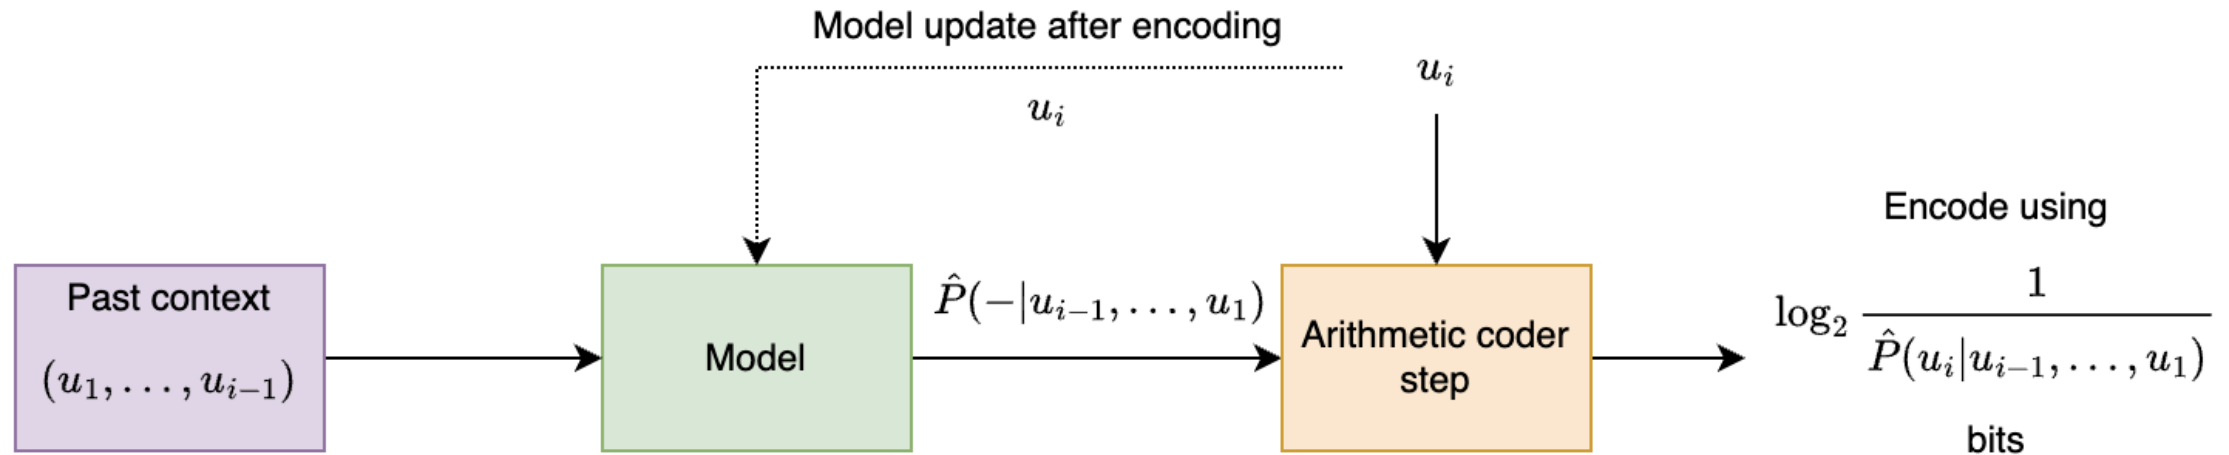 Model update after encoding
u_i
u_i
Past context
(u_1, . . . , u_{i−1})
Model
P̂(−|u_{i−1}, . . . , u_1)
Arithmetic coder
step
Encode using
log_2 1 / P̂(u_i|u_{i−1}, . . . , u_1)
bits